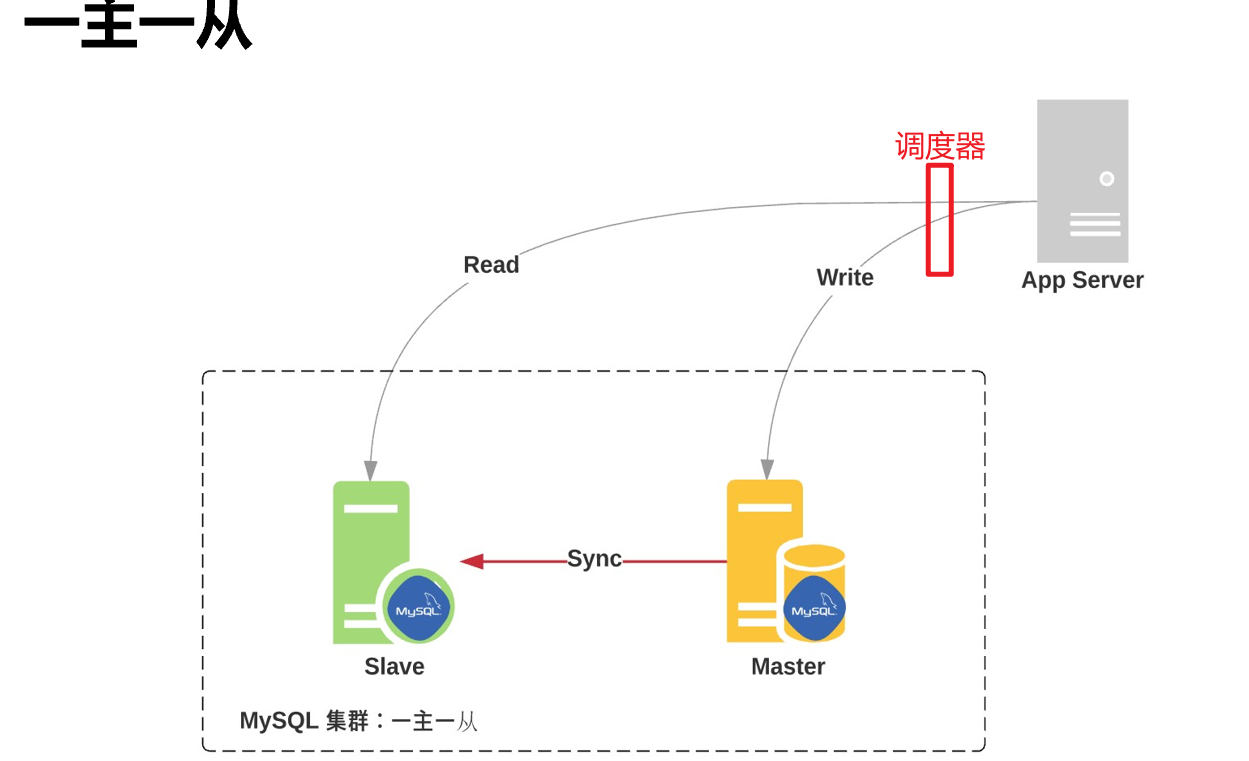 一主一从
调度器
Read
Write
App Server
Sync
MySQL
MySQL
Slave
Master
MySQL 集群：一主一从